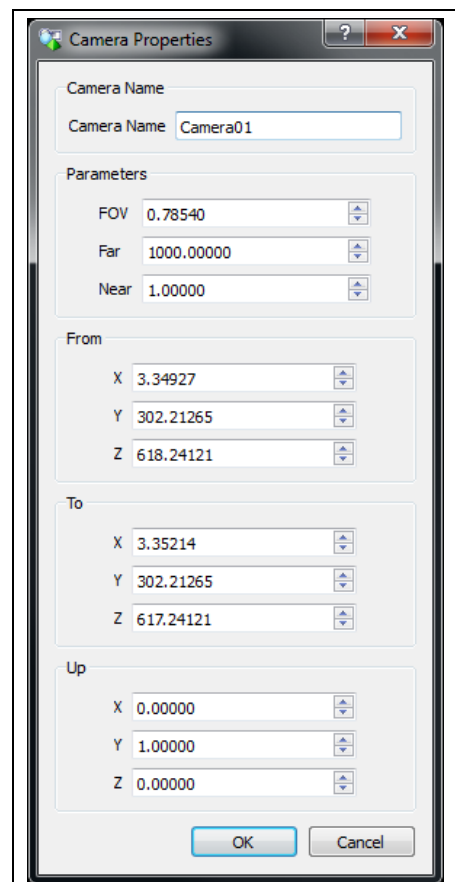 Camera Properties
Camera Name
Camera Name Camera01
Parameters
FOV 0.78540
Far 1000.00000
Near 1.00000
From
X 3.34927
Y 302.21265
Z 618.24121
To
X 3.35214
Y 302.21265
Z 617.24121
Up
X 0.00000
Y 1.00000
Z 0.00000
OK Cancel